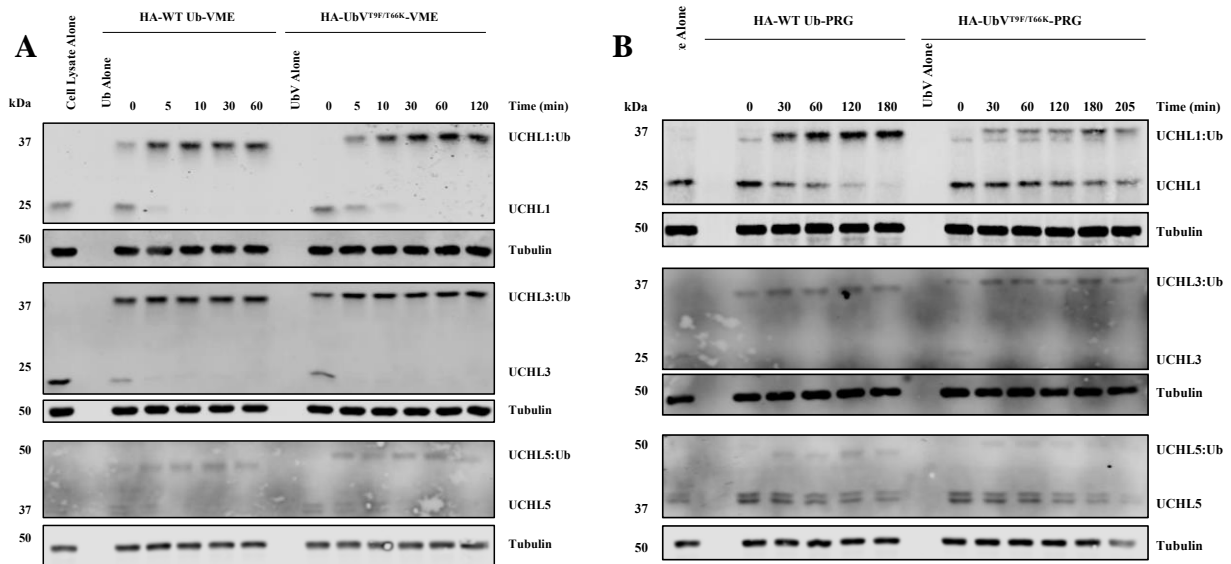 A
kDa
Cell Lysate Alone
Ub Alone
HA-WT Ub-VME
0 5 10 30 60
UbV Alone
HA-UbVT9F/T66K-VME
0 5 10 30 60 120
Time (min)
37
UCHL1:Ub
25
UCHL1
50
Tubulin
37
UCHL3:Ub
25
UCHL3
50
Tubulin
50
UCHL5:Ub
37
UCHL5
50
Tubulin
B
kDa
e Alone
HA-WT Ub-PRG
0 30 60 120 180
UbV Alone
HA-UbVT9F/T66K-PRG
0 30 60 120 180 205
Time (min)
37
UCHL1:Ub
25
UCHL1
50
Tubulin
37
UCHL3:Ub
25
UCHL3
50
Tubulin
50
UCHL5:Ub
37
UCHL5
50
Tubulin